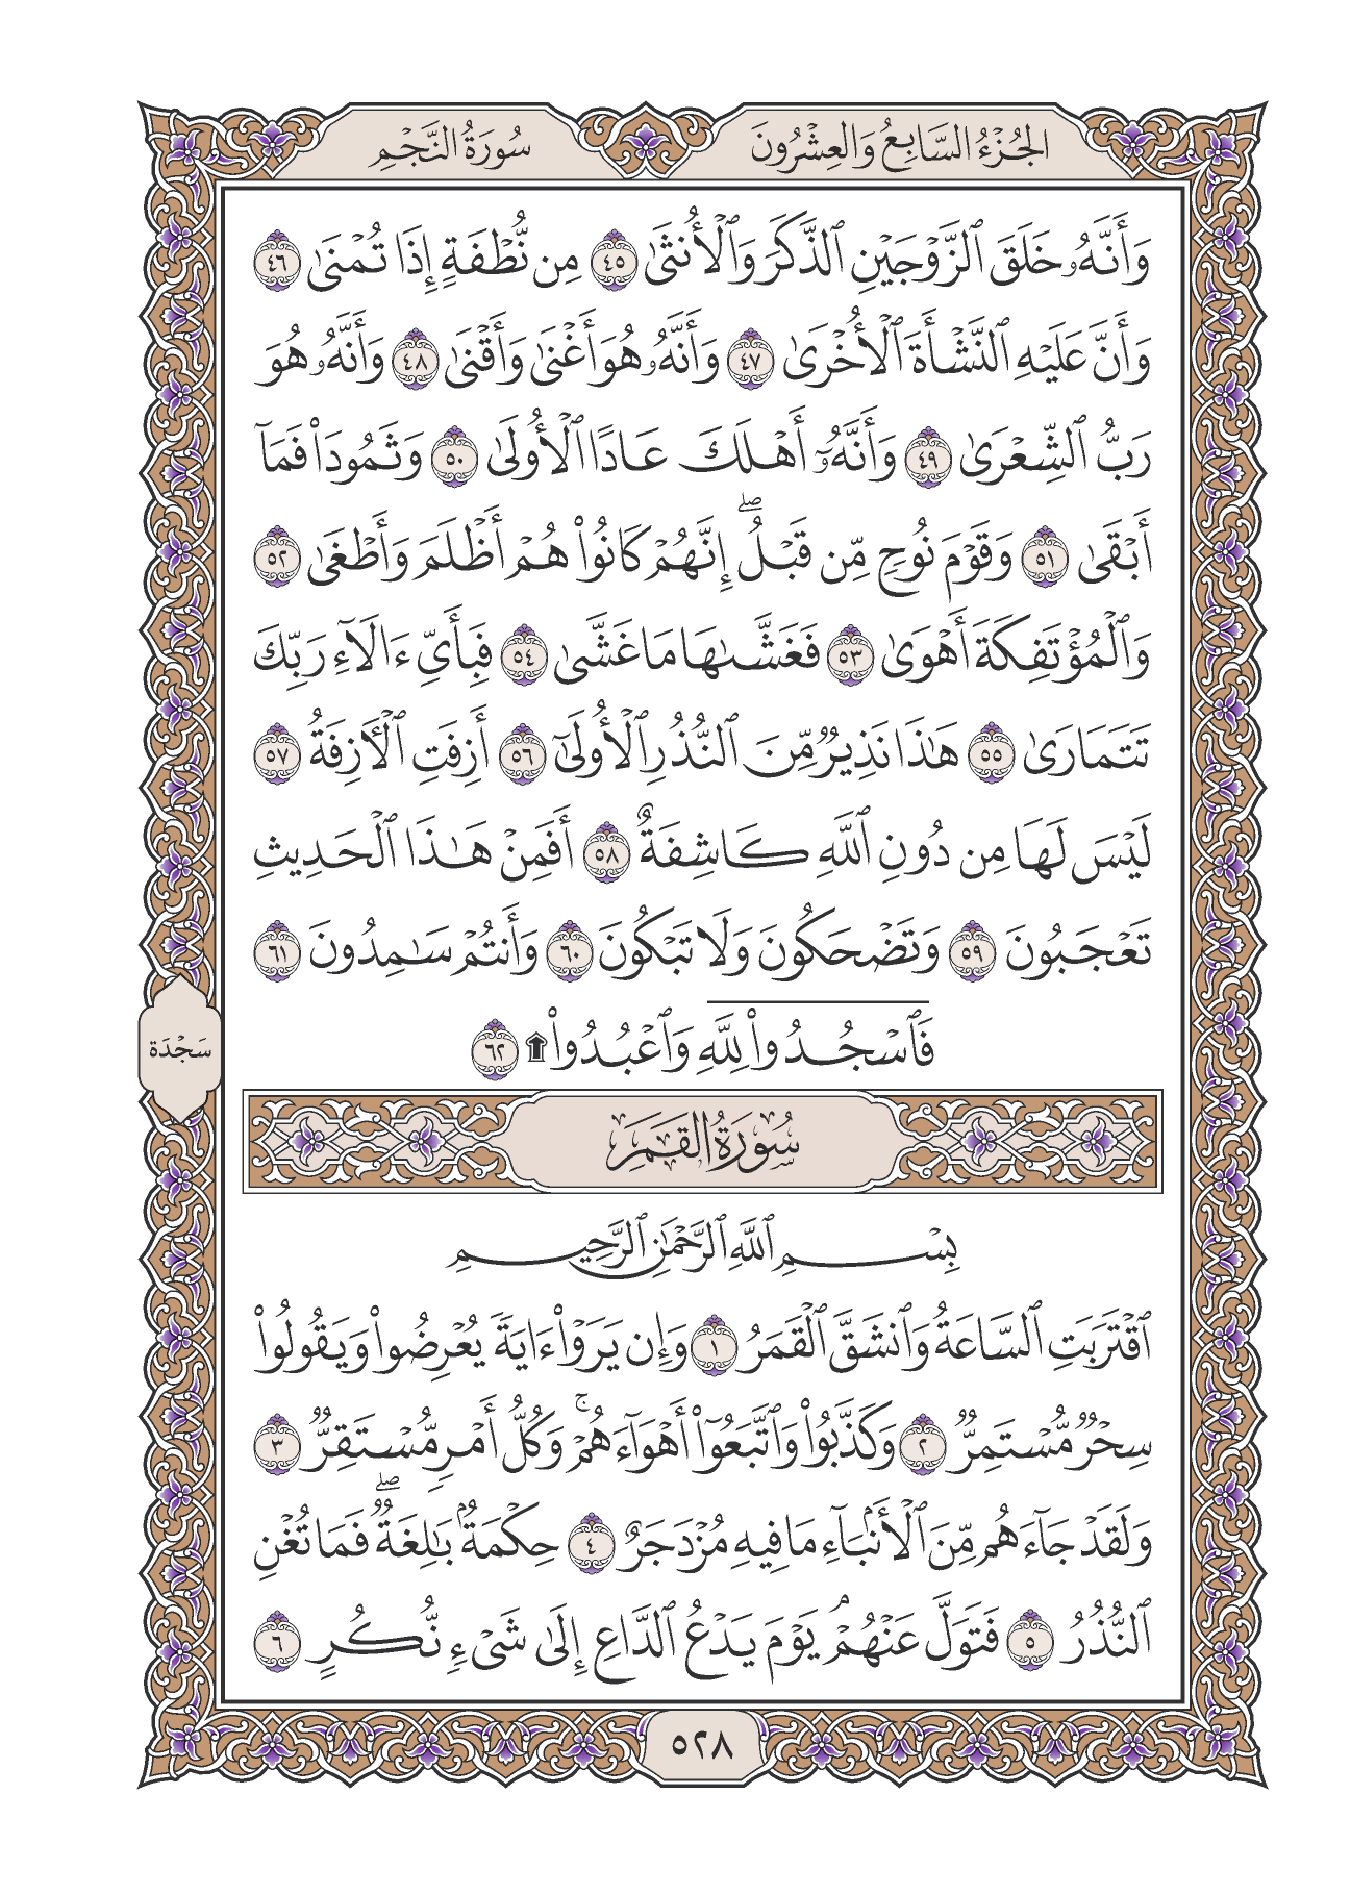 الجُزْءُ السَّابِعُ وَالعِشْرُونَ
سُورَةُ النَّجْمِ
وَأَنَّهُۥ خَلَقَ ٱلزَّوْجَيْنِ ٱلذَّكَرَ وَٱلْأُنثَىٰ ٤٥ مِن نُّطْفَةٍ إِذَا تُمْنَىٰ ٤٦
وَأَنَّ عَلَيْهِ ٱلنَّشْأَةَ ٱلْأُخْرَىٰ ٤٧ وَأَنَّهُۥ هُوَ أَغْنَىٰ وَأَقْنَىٰ ٤٨ وَأَنَّهُۥ هُوَ
رَبُّ ٱلشِّعْرَىٰ ٤٩ وَأَنَّهُۥٓ أَهْلَكَ عَادًا ٱلْأُولَىٰ ٥٠ وَثَمُودَا۟ فَمَآ
أَبْقَىٰ ٥١ وَقَوْمَ نُوحٍ مِّن قَبْلُ ۖ إِنَّهُمْ كَانُوا۟ هُمْ أَظْلَمَ وَأَطْغَىٰ ٥٢
وَٱلْمُؤْتَفِكَةَ أَهْوَىٰ ٥٣ فَغَشَّىٰهَا مَا غَشَّىٰ ٥٤ فَبِأَىِّ ءَالَآءِ رَبِّكَ
تَتَمَارَىٰ ٥٥ هَـٰذَا نَذِيرٌ مِّنَ ٱلنُّذُرِ ٱلْأُولَىٰٓ ٥٦ أَزِفَتِ ٱلْـَٔازِفَةُ ٥٧
لَيْسَ لَهَا مِن دُونِ ٱللَّهِ كَاشِفَةٌ ٥٨ أَفَمِنْ هَـٰذَا ٱلْحَدِيثِ
تَعْجَبُونَ ٥٩ وَتَضْحَكُونَ وَلَا تَبْكُونَ ٦٠ وَأَنتُمْ سَـٰمِدُونَ ٦١
فَٱسْجُدُوا۟ لِلَّهِ وَٱعْبُدُوا۟ ۩ ٦٢
سَجْدَة
سُورَةُ القَمَرِ
بِسْمِ ٱللَّهِ ٱلرَّحْمَـٰنِ ٱلرَّحِيمِ
ٱقْتَرَبَتِ ٱلسَّاعَةُ وَٱنشَقَّ ٱلْقَمَرُ ١ وَإِن يَرَوْا۟ ءَايَةً يُعْرِضُوا۟ وَيَقُولُوا۟
سِحْرٌ مُّسْتَمِرٌّ ٢ وَكَذَّبُوا۟ وَٱتَّبَعُوٓا۟ أَهْوَآءَهُمْ ۚ وَكُلُّ أَمْرٍ مُّسْتَقِرٌّ ٣
وَلَقَدْ جَآءَهُم مِّنَ ٱلْأَنۢبَآءِ مَا فِيهِ مُزْدَجَرٌ ٤ حِكْمَةٌۢ بَـٰلِغَةٌ ۖ فَمَا تُغْنِ
ٱلنُّذُرُ ٥ فَتَوَلَّ عَنْهُمْ ۘ يَوْمَ يَدْعُ ٱلدَّاعِ إِلَىٰ شَىْءٍ نُّكُرٍ ٦
٥٢٨